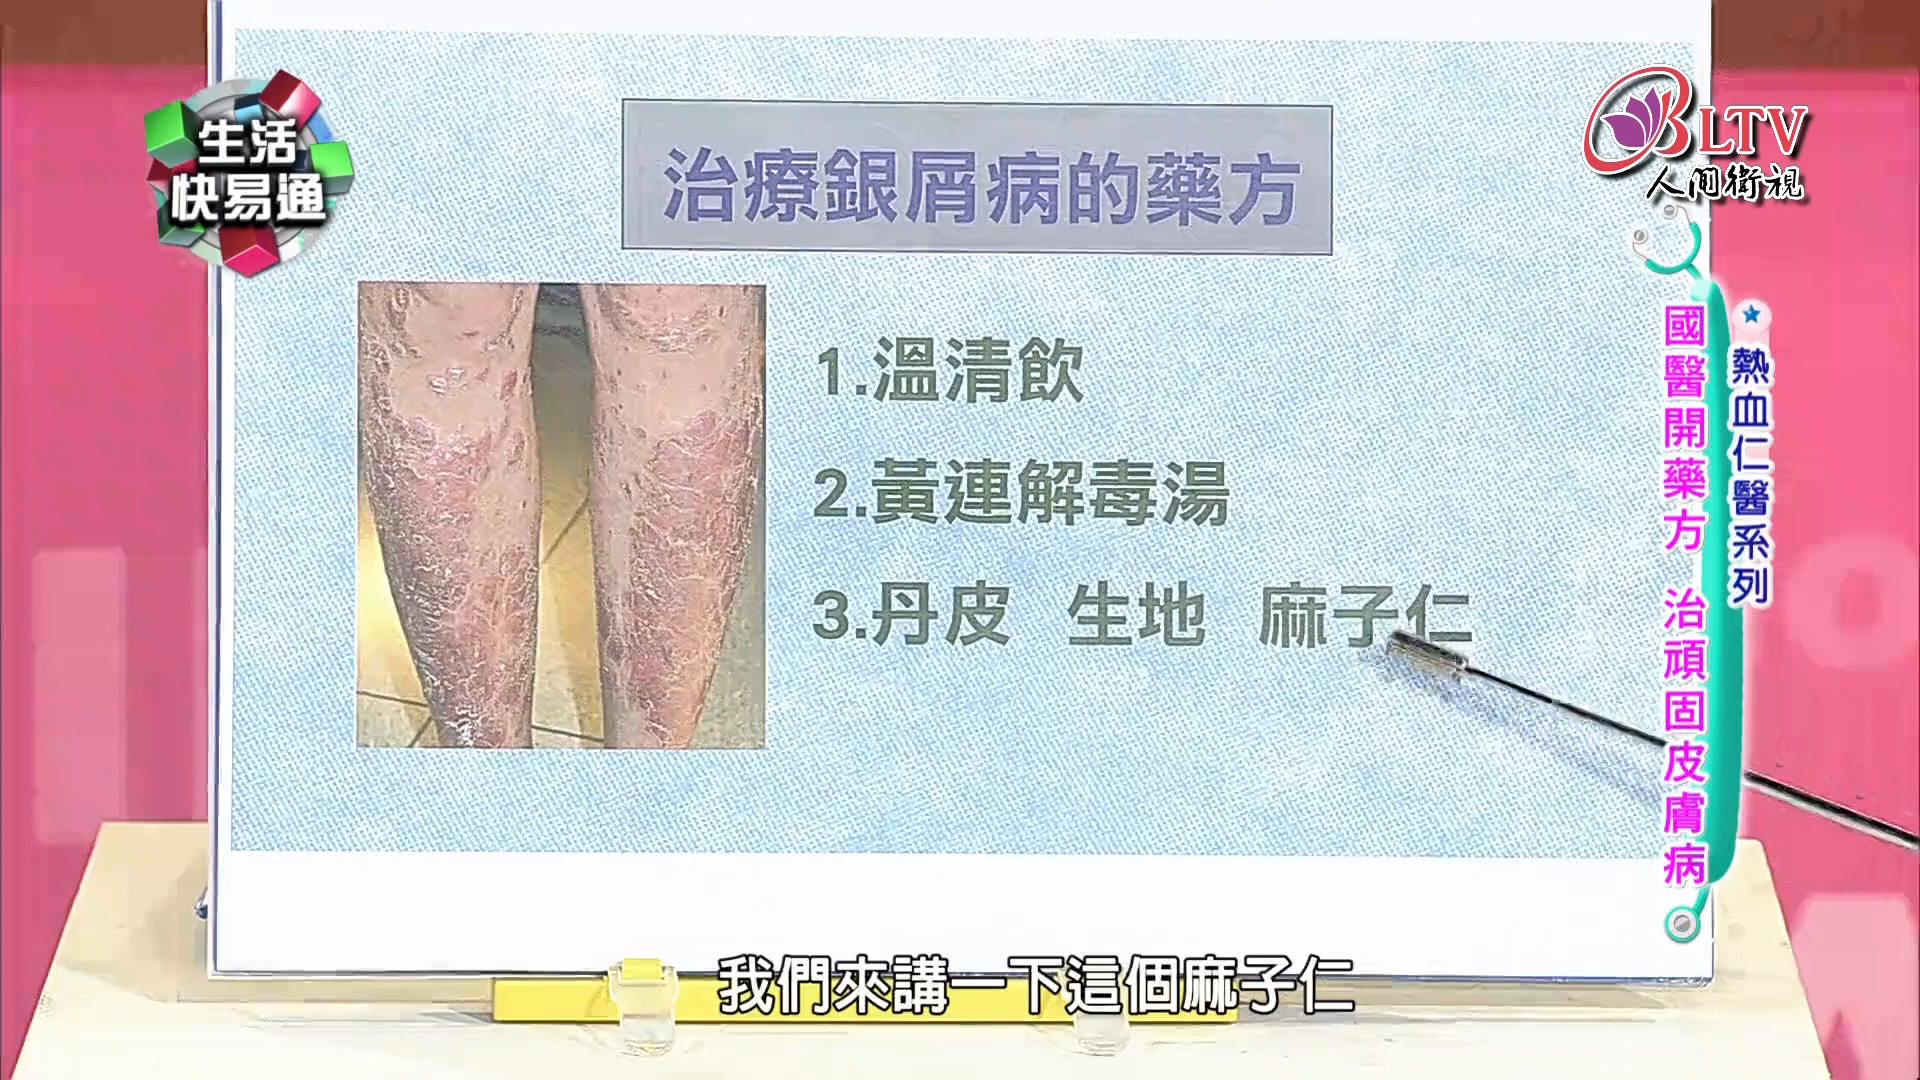 生活
快易通
BLTV
人間衛視
治療銀屑病的藥方
1.溫清飲
2.黃連解毒湯
3.丹皮 生地 麻子仁
熱血仁醫系列
國醫開藥方 治頑固皮膚病
我們來講一下這個麻子仁